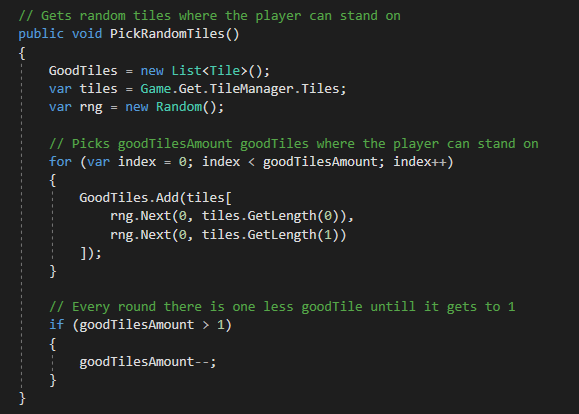 // Gets random tiles where the player can stand on
public void PickRandomTiles()
{
GoodTiles = new List<Tile>();
var tiles = Game.Get.TileManager.Tiles;
var rng = new Random();
// Picks goodTilesAmount goodTiles where the player can stand on
for (var index = 0; index < goodTilesAmount; index++)
{
GoodTiles.Add(tiles[
rng.Next(0, tiles.GetLength(0)),
rng.Next(0, tiles.GetLength(1))
]);
}
// Every round there is one less goodTile untill it gets to 1
if (goodTilesAmount > 1)
{
goodTilesAmount--;
}
}